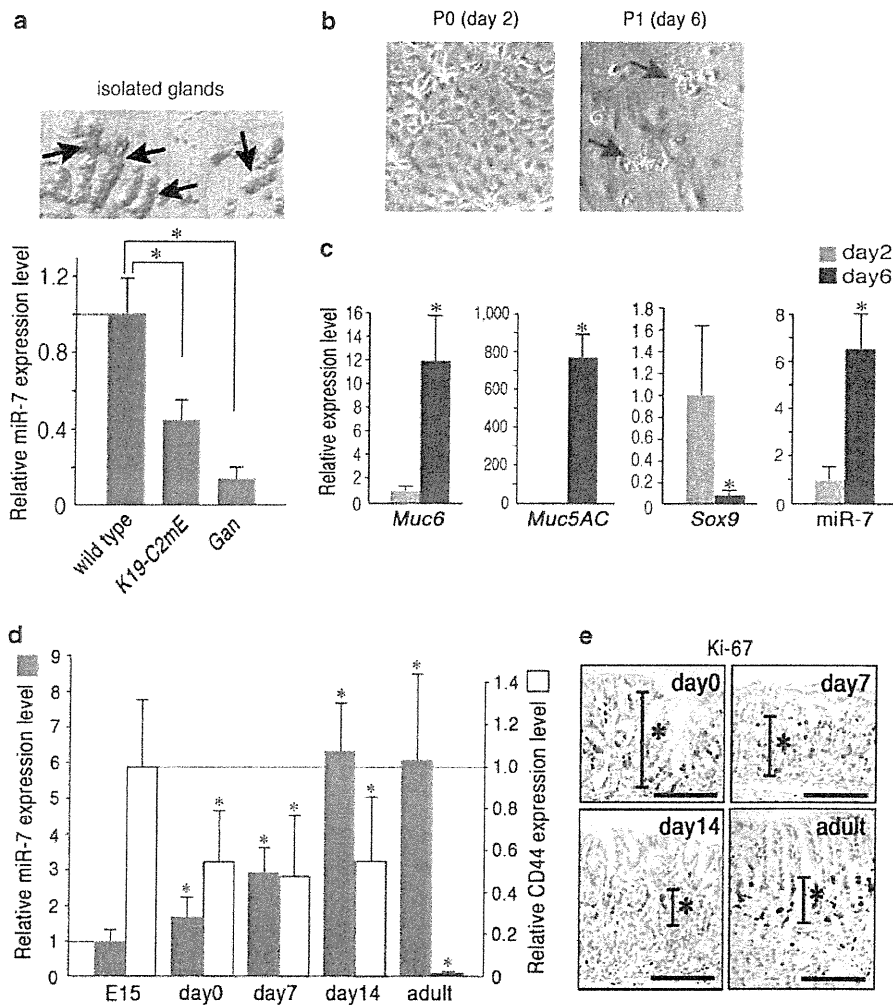 a
isolated glands
*
*
Relative miR-7 expression level
1.2
0.8
0.4
0
wild type
K19-C2mE
Gan
b
P0 (day 2)
P1 (day 6)
c
day2
day6
Relative expression level
16
14
12
10
8
6
4
2
0
*
Muc6
1,000
800
600
400
200
0
*
Muc5AC
1.8
1.6
1.4
1.2
1.0
0.8
0.6
0.4
0.2
0.0
*
Sox9
8
6
4
2
0
*
miR-7
d
Relative miR-7 expression level
9
8
7
6
5
4
3
2
1
0
* * * * * * * *
Relative CD44 expression level
1.4
1.2
1.0
0.8
0.6
0.4
0.2
0
E15 day0 day7 day14 adult
e
Ki-67
day0
*
day7
*
day14
*
adult
*